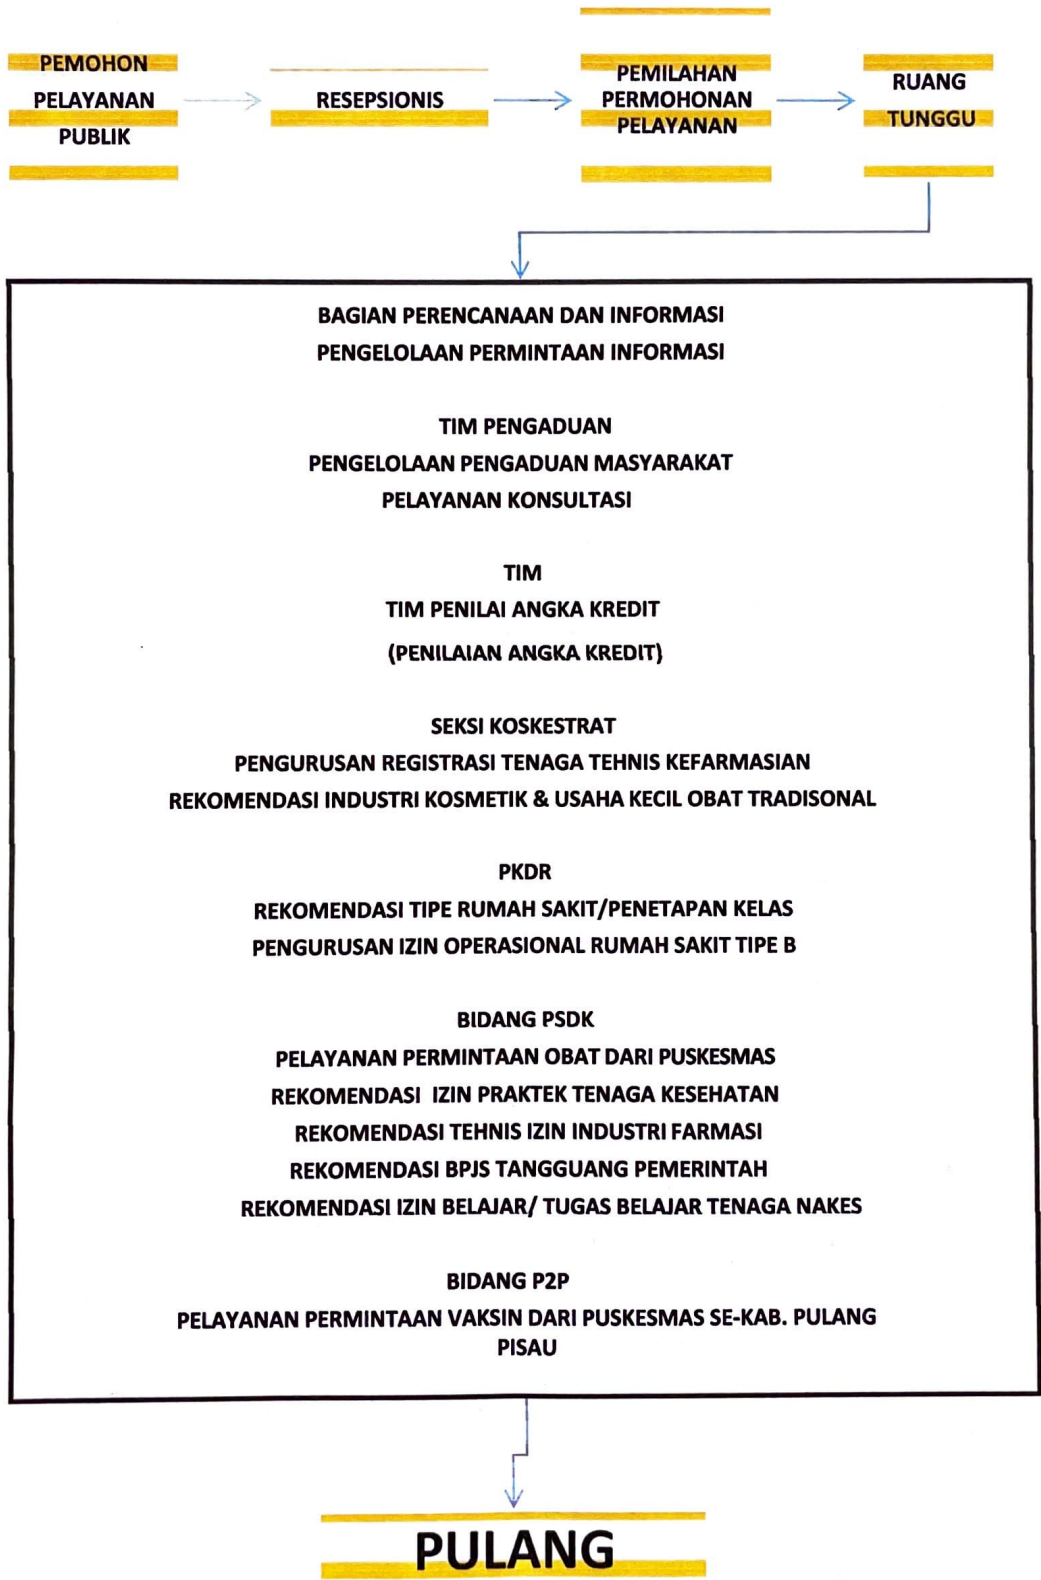 PEMOHON
PELAYANAN
PUBLIK
RESEPSIONIS
PEMILAHAN
PERMOHONAN
PELAYANAN
RUANG
TUNGGU
BAGIAN PERENCANAAN DAN INFORMASI
PENGELOLAAN PERMINTAAN INFORMASI
TIM PENGADUAN
PENGELOLAAN PENGADUAN MASYARAKAT
PELAYANAN KONSULTASI
TIM
TIM PENILAI ANGKA KREDIT
(PENILAIAN ANGKA KREDIT)
SEKSI KOSKESTRAT
PENGURUSAN REGISTRASI TENAGA TEHNIS KEFARMASIAN
REKOMENDASI INDUSTRI KOSMETIK & USAHA KECIL OBAT TRADISONAL
PKDR
REKOMENDASI TIPE RUMAH SAKIT/PENETAPAN KELAS
PENGURUSAN IZIN OPERASIONAL RUMAH SAKIT TIPE B
BIDANG PSDK
PELAYANAN PERMINTAAN OBAT DARI PUSKESMAS
REKOMENDASI IZIN PRAKTEK TENAGA KESEHATAN
REKOMENDASI TEHNIS IZIN INDUSTRI FARMASI
REKOMENDASI BPJS TANGGUANG PEMERINTAH
REKOMENDASI IZIN BELAJAR/ TUGAS BELAJAR TENAGA NAKES
BIDANG P2P
PELAYANAN PERMINTAAN VAKSIN DARI PUSKESMAS SE-KAB. PULANG
PISAU
PULANG